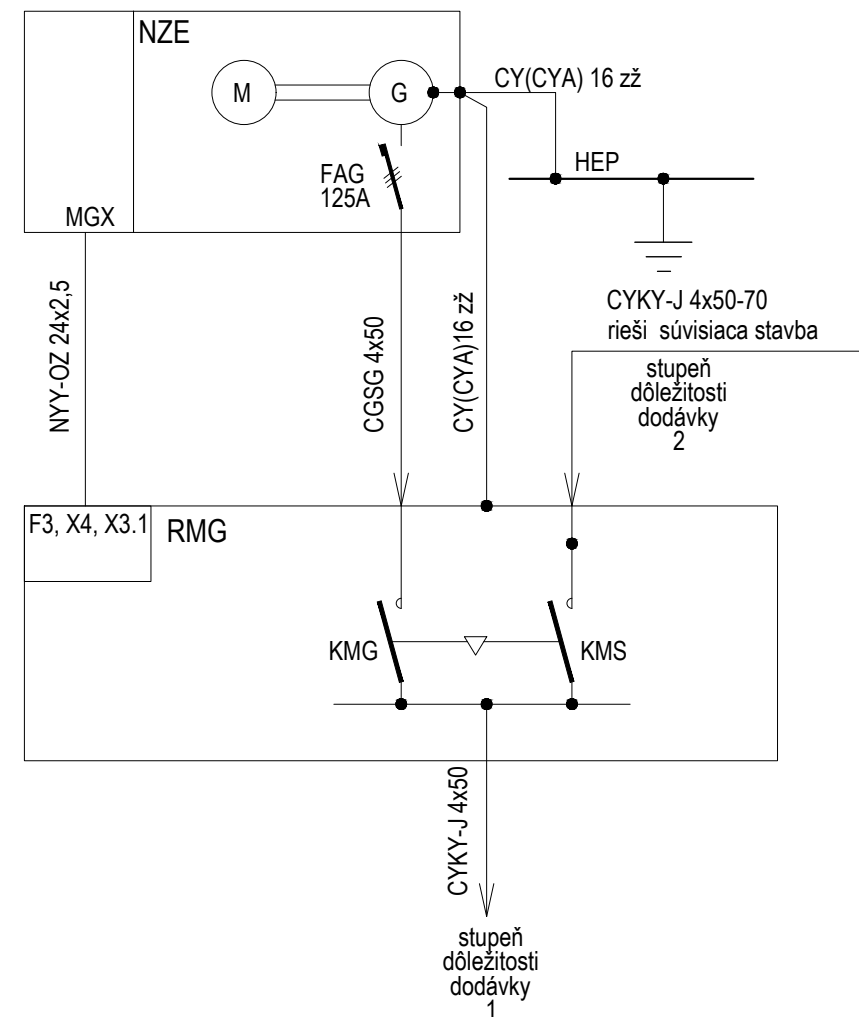 NZE
M
G
CY(CYA) 16 zž
HEP
FAG
125A
MGX
NYY-OZ 24x2,5
CGSG 4x50
CY(CYA)16 zž
CYKY-J 4x50-70
rieši súvisiaca stavba
stupeň
dôležitosti
dodávky
2
F3, X4, X3.1
RMG
KMG
KMS
CYKY-J 4x50
stupeň
dôležitosti
dodávky
1